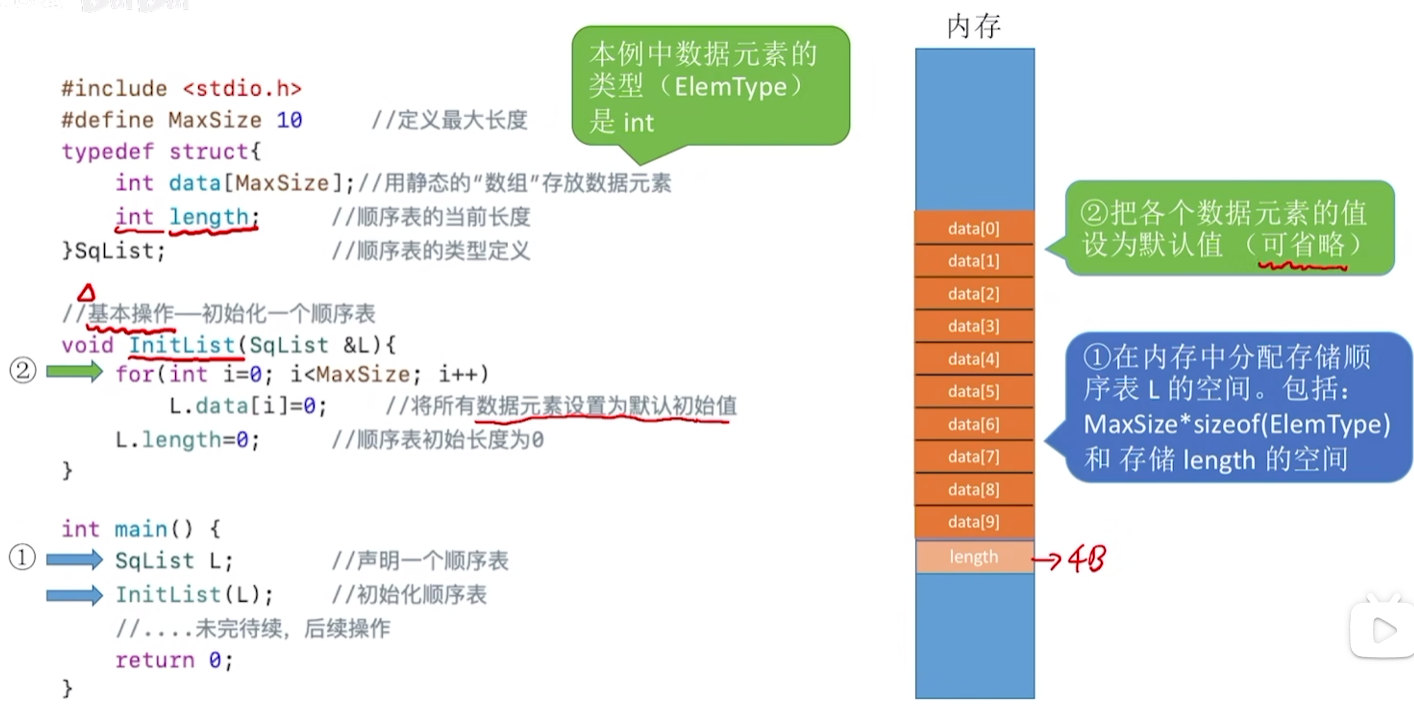 内存
本例中数据元素的
类型（ElemType）
是 int
#include <stdio.h>
#define MaxSize 10 //定义最大长度
typedef struct{
int data[MaxSize];//用静态的“数组”存放数据元素
int length; //顺序表的当前长度
}SqList; //顺序表的类型定义
//基本操作——初始化一个顺序表
void InitList(SqList &L){
② for(int i=0; i<MaxSize; i++)
L.data[i]=0; //将所有数据元素设置为默认初始值
L.length=0; //顺序表初始长度为0
}
int main() {
① SqList L; //声明一个顺序表
InitList(L); //初始化顺序表
//....未完待续，后续操作
return 0;
}
data[0]
data[1]
data[2]
data[3]
data[4]
data[5]
data[6]
data[7]
data[8]
data[9]
length →4B
②把各个数据元素的值
设为默认值（可省略）
①在内存中分配存储顺
序表 L 的空间。包括：
MaxSize*sizeof(ElemType)
和 存储 length 的空间